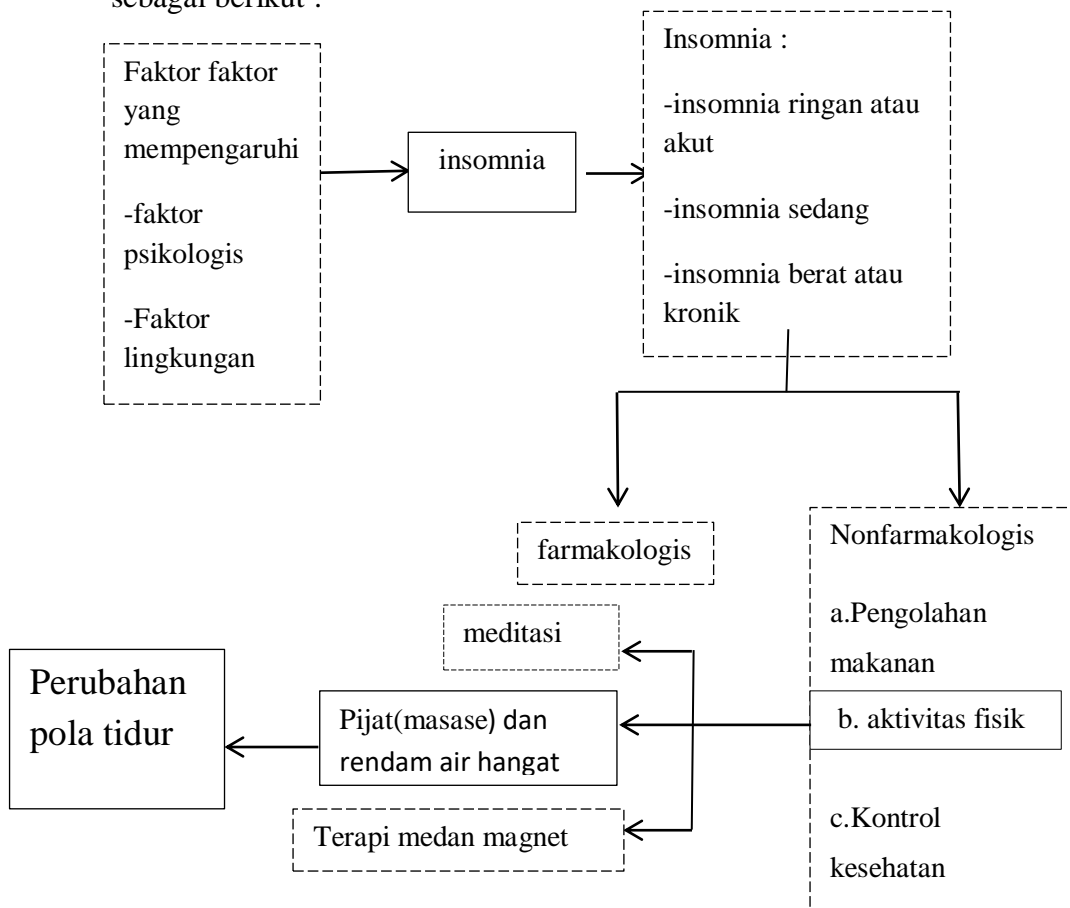 sebagai berikut :
Faktor faktor
yang
mempengaruhi
-faktor
psikologis
-Faktor
lingkungan
insomnia
Insomnia :
-insomnia ringan atau
akut
-insomnia sedang
-insomnia berat atau
kronik
farmakologis
Nonfarmakologis
a.Pengolahan
makanan
b. aktivitas fisik
c.Kontrol
kesehatan
meditasi
Pijat(masase) dan
rendam air hangat
Terapi medan magnet
Perubahan
pola tidur